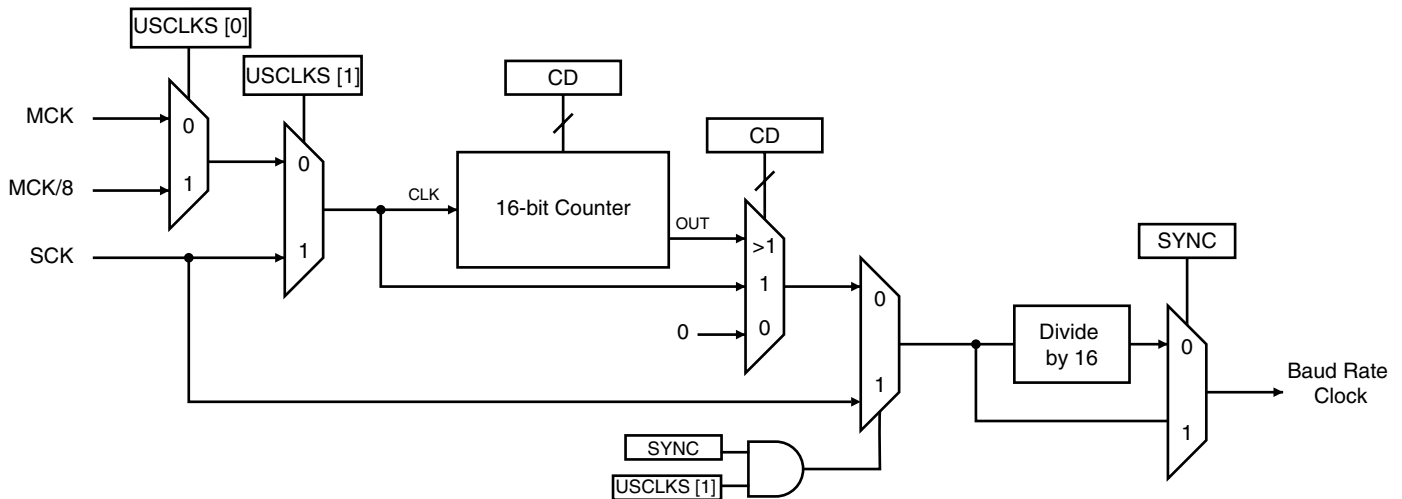 USCLKS [0]
USCLKS [1]
CD
CD
MCK
0
MCK/8
1
0
SCK
1
CLK
16-bit Counter
OUT
>1
1
0
0
0
1
SYNC
Divide
by 16
0
1
Baud Rate
Clock
SYNC
USCLKS [1]